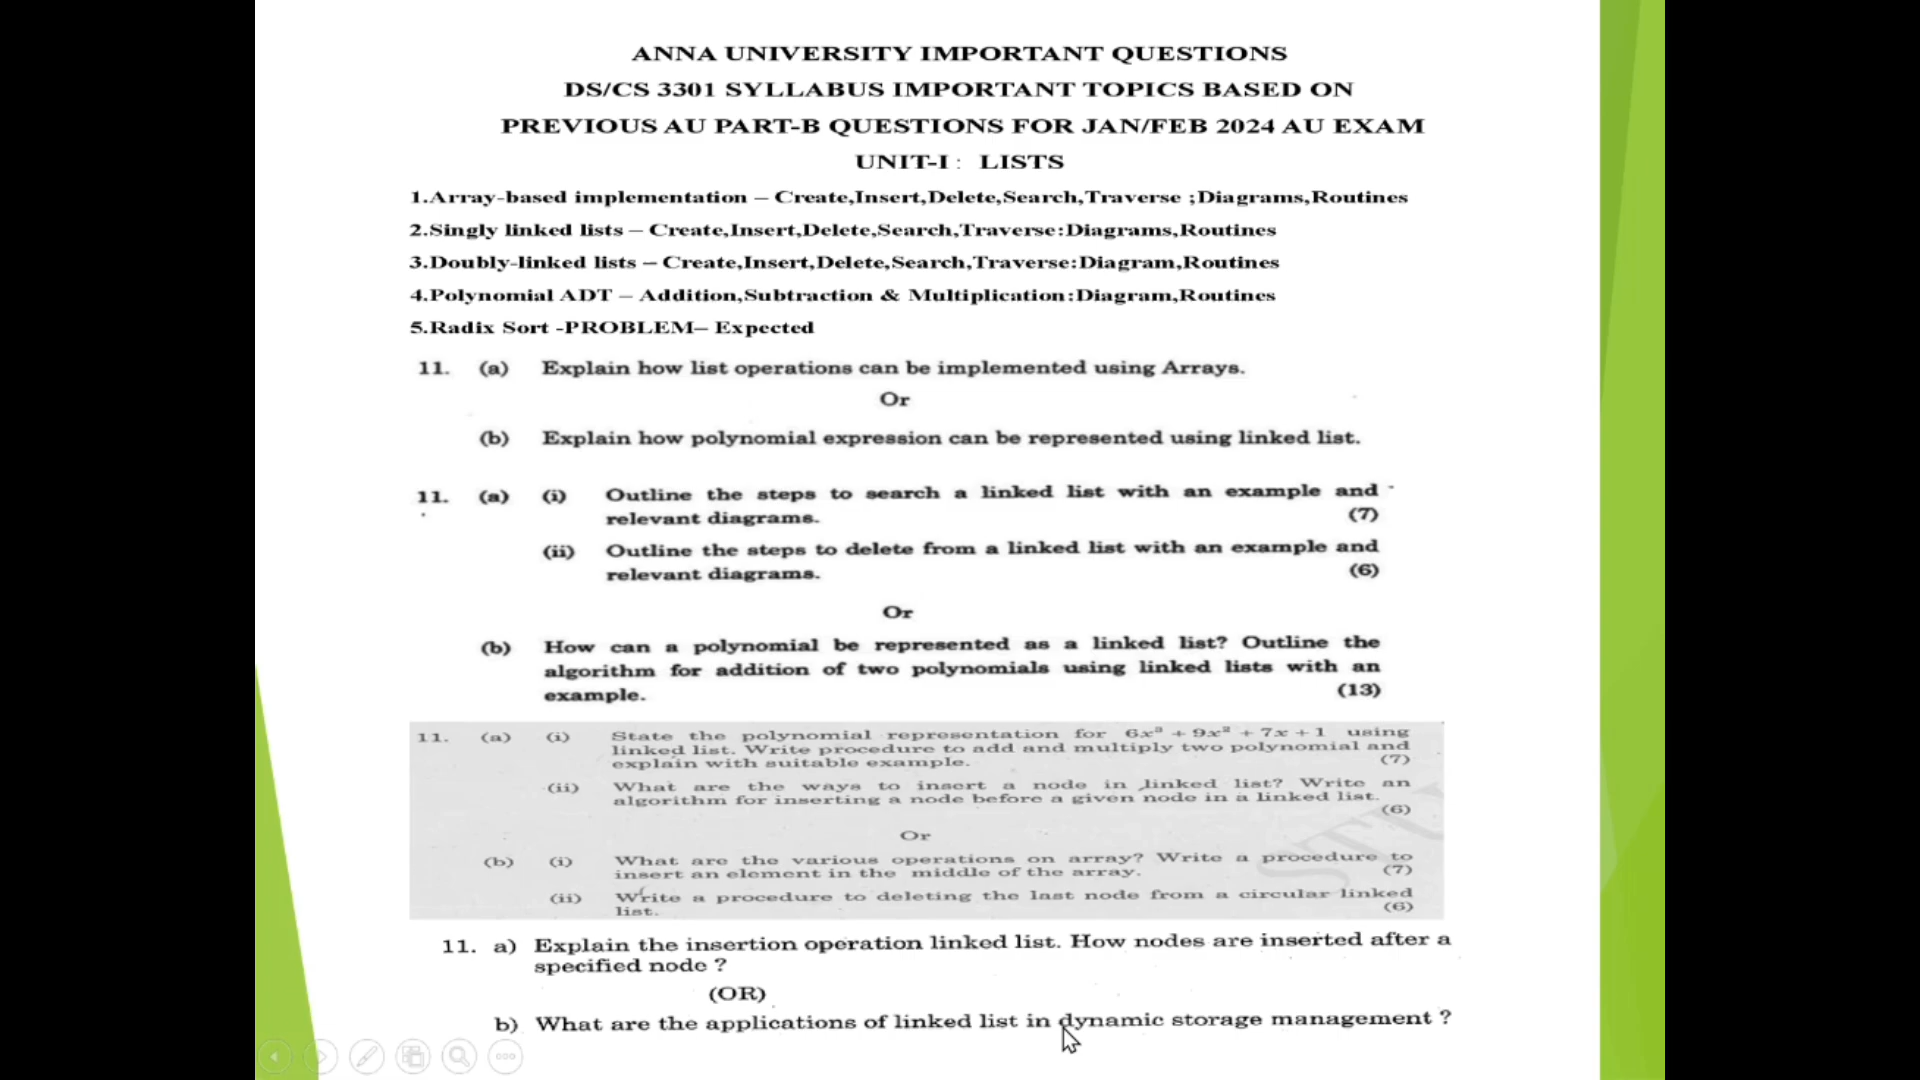 ANNA UNIVERSITY IMPORTANT QUESTIONS
DS/CS 3301 SYLLABUS IMPORTANT TOPICS BASED ON
PREVIOUS AU PART-B QUESTIONS FOR JAN/FEB 2024 AU EXAM
UNIT-I : LISTS
1.Array-based implementation – Create,Insert,Delete,Search,Traverse ;Diagrams,Routines
2.Singly linked lists – Create,Insert,Delete,Search,Traverse:Diagrams,Routines
3.Doubly-linked lists – Create,Insert,Delete,Search,Traverse:Diagram,Routines
4.Polynomial ADT – Addition,Subtraction & Multiplication:Diagram,Routines
5.Radix Sort -PROBLEM– Expected
11. (a) Explain how list operations can be implemented using Arrays.
Or
(b) Explain how polynomial expression can be represented using linked list.
11. (a) (i) Outline the steps to search a linked list with an example and
relevant diagrams. (7)
(ii) Outline the steps to delete from a linked list with an example and
relevant diagrams. (6)
Or
(b) How can a polynomial be represented as a linked list? Outline the
algorithm for addition of two polynomials using linked lists with an
example. (13)
11. (a) (i) State the polynomial representation for 6x³ + 9x² + 7x + 1 using
linked list. Write procedure to add and multiply two polynomial and
explain with suitable example. (7)
(ii) What are the ways to insert a node in linked list? Write an
algorithm for inserting a node before a given node in a linked list.
(6)
Or
(b) (i) What are the various operations on array? Write a procedure to
insert an element in the middle of the array. (7)
(ii) Write a procedure to deleting the last node from a circular linked
list. (6)
11. a) Explain the insertion operation linked list. How nodes are inserted after a
specified node ?
(OR)
b) What are the applications of linked list in dynamic storage management ?